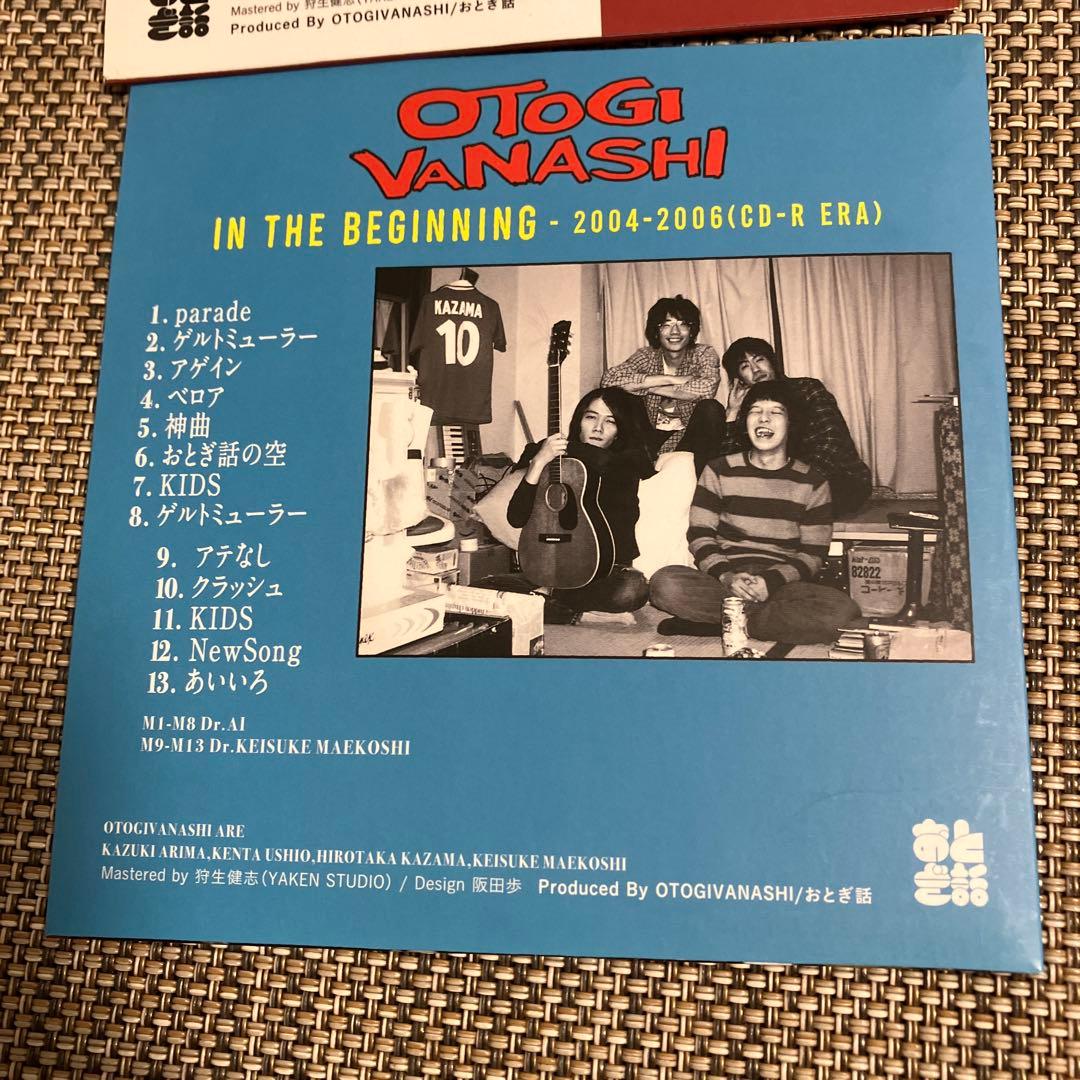 Mastered by 狩生健志(YAKE
Produced By OTOGIVANASHI/おとぎ話
OTOGI
VANASHI
IN THE BEGINNING - 2004-2006(CD-R ERA)
1. parade
2. ゲルトミューラー
3. アゲイン
4. ベロア
5. 神曲
6. おとぎ話の空
7. KIDS
8. ゲルトミューラー
9. アテなし
10. クラッシュ
11. KIDS
12. NewSong
13. あいいろ
KAZAMA
10
82822
コーヒー
M1-M8 Dr.AI
M9-M13 Dr.KEISUKE MAEKOSHI
OTOGIVANASHI ARE
KAZUKI ARIMA,KENTA USHIO,HIROTAKA KAZAMA,KEISUKE MAEKOSHI
Mastered by 狩生健志(YAKEN STUDIO) / Design 阪田歩 Produced By OTOGIVANASHI/おとぎ話
おとぎ話